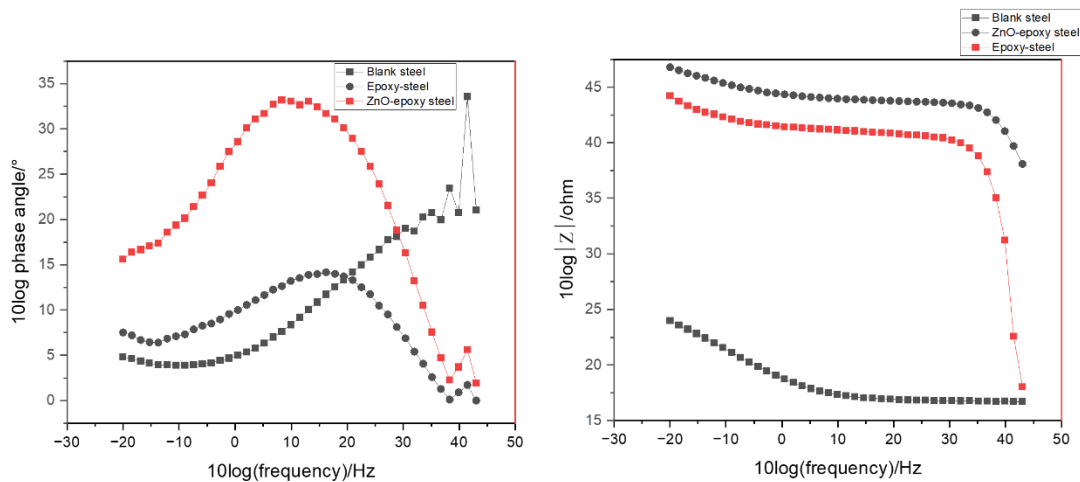 Blank steel
Epoxy-steel
ZnO-epoxy steel
35
30
25
20
15
10
5
0
10log phase angle/°
−30 −20 −10 0 10 20 30 40 50
10log(frequency)/Hz
Blank steel
ZnO-epoxy steel
Epoxy-steel
45
40
35
30
25
20
15
10log|Z|/ohm
−30 −20 −10 0 10 20 30 40 50
10log(frequency)/Hz